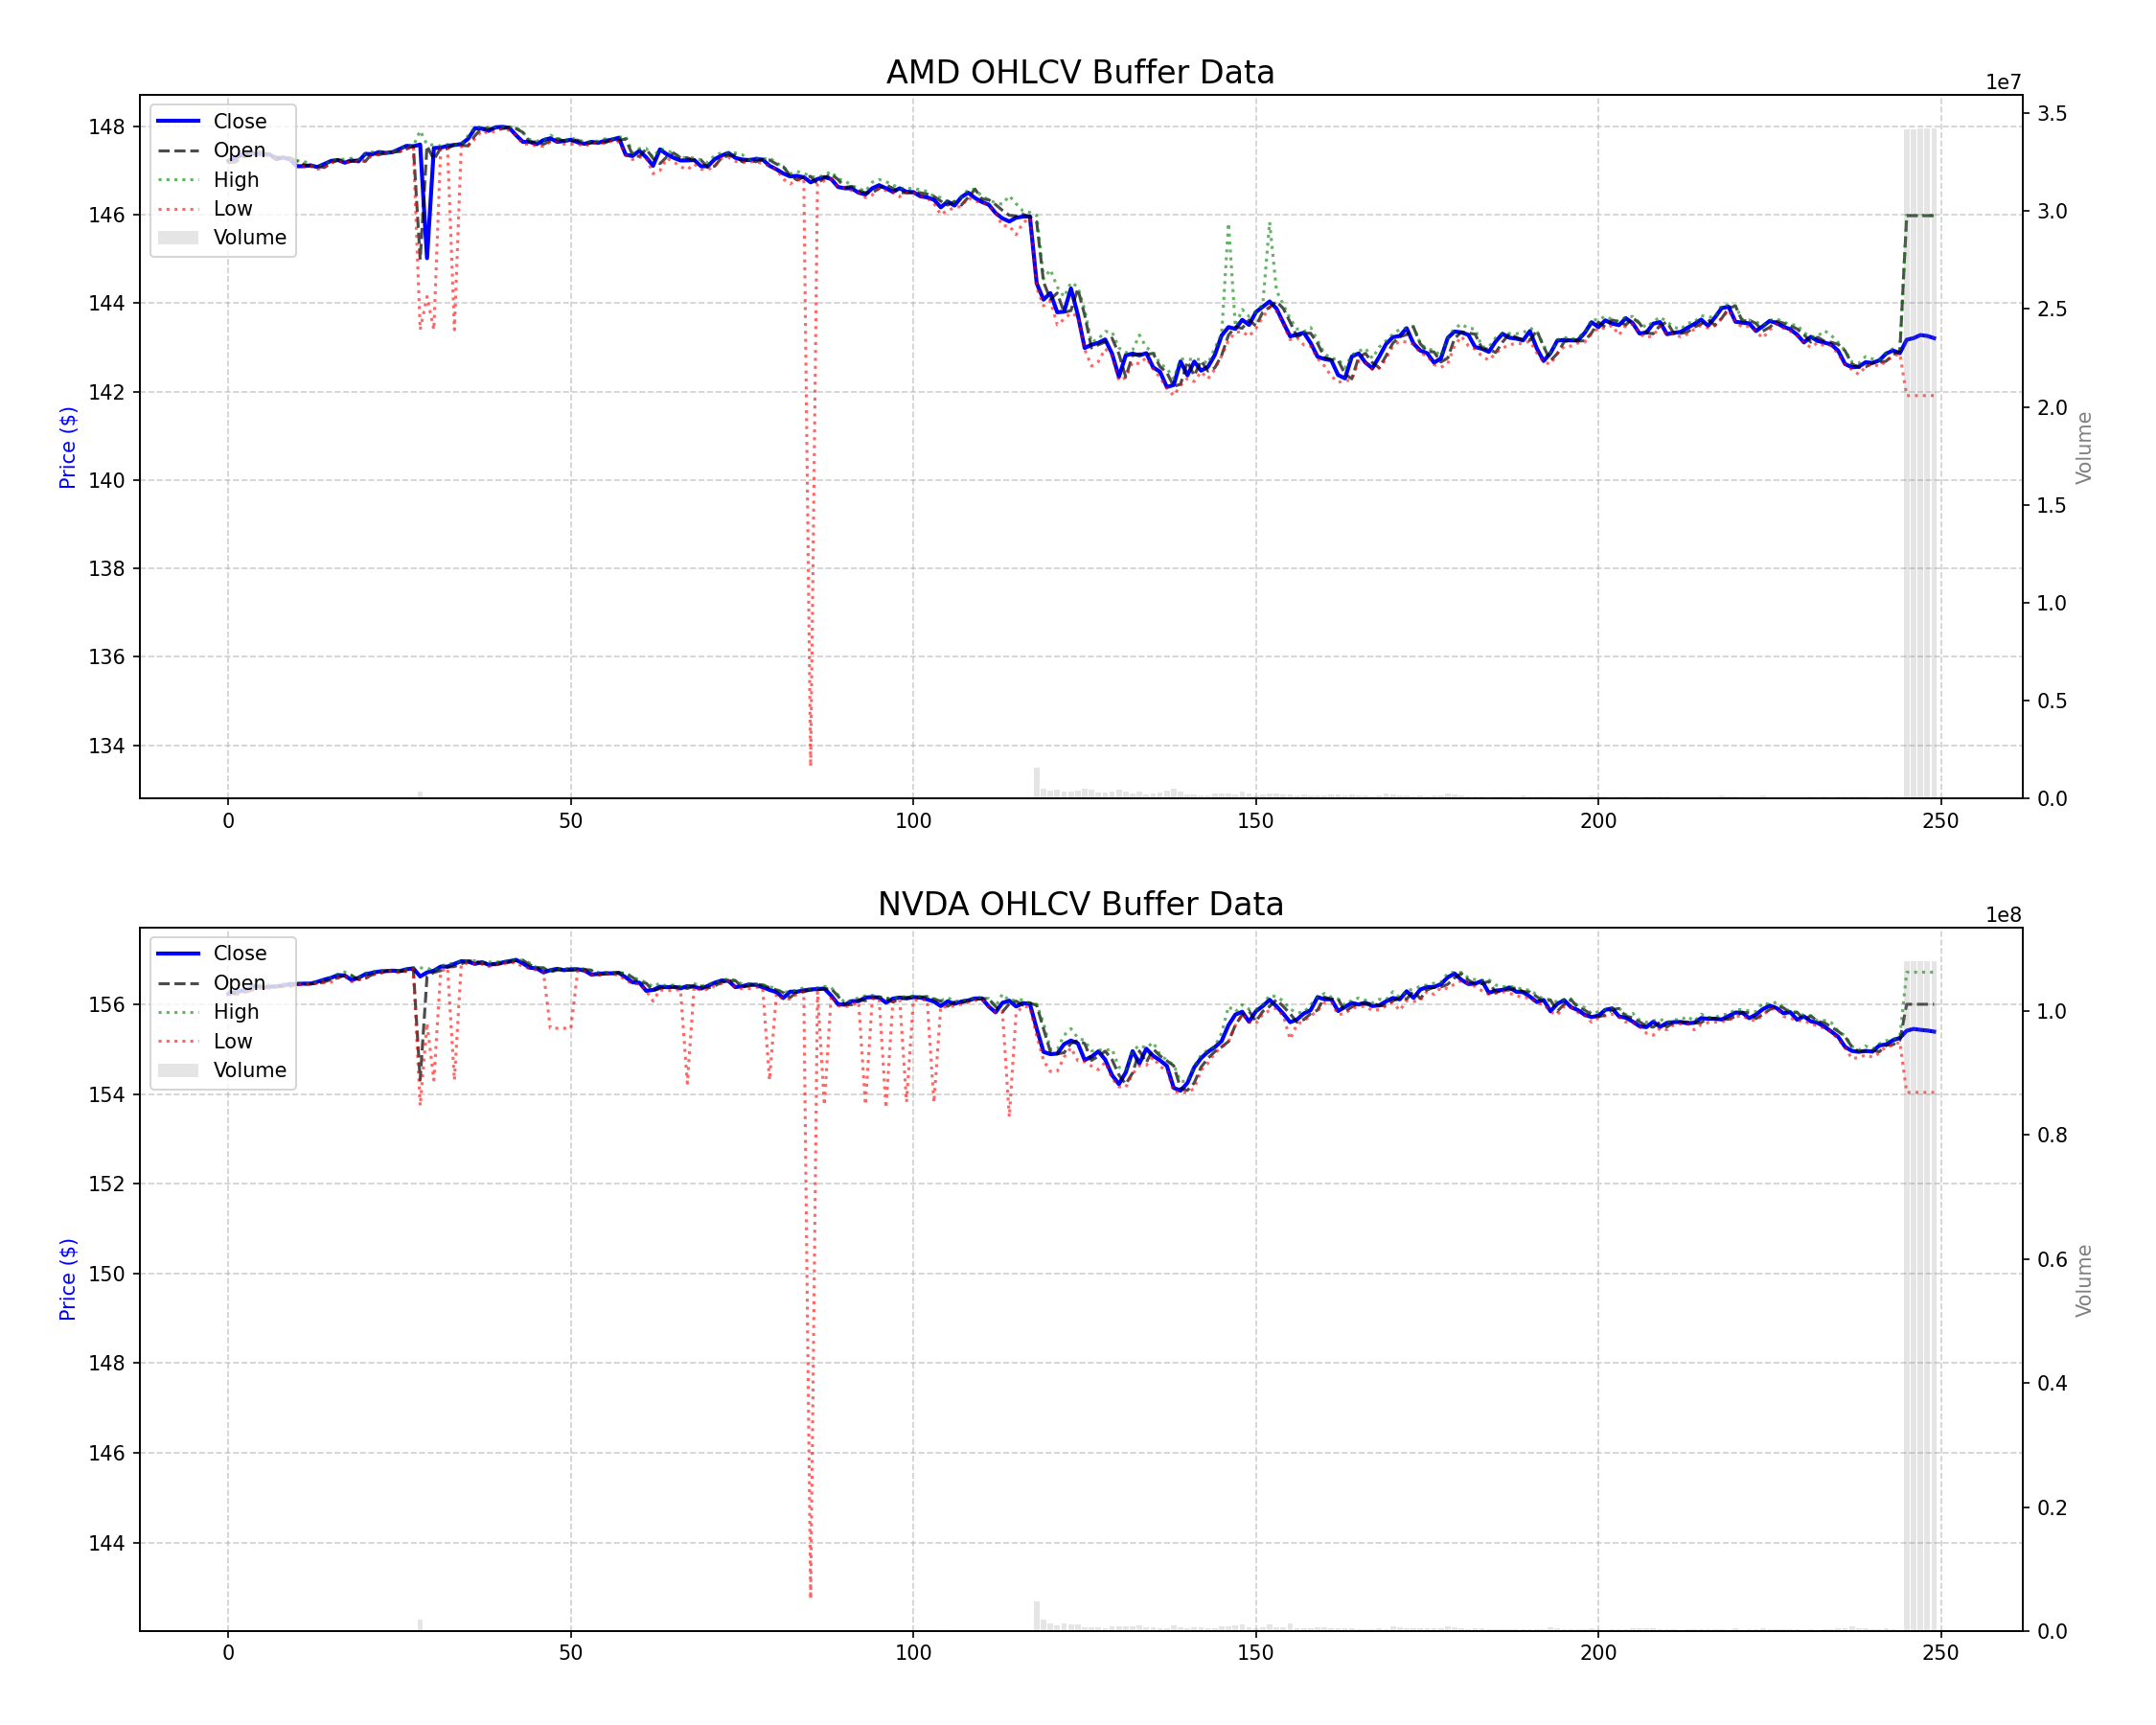 AMD OHLCV Buffer Data
1e7
Close
Open
High
Low
Volume
148
146
144
142
140
138
136
134
Price ($)
3.5
3.0
2.5
2.0
1.5
1.0
0.5
0.0
Volume
0 50 100 150 200 250
NVDA OHLCV Buffer Data
1e8
Close
Open
High
Low
Volume
156
154
152
150
148
146
144
Price ($)
1.0
0.8
0.6
0.4
0.2
0.0
Volume
0 50 100 150 200 250